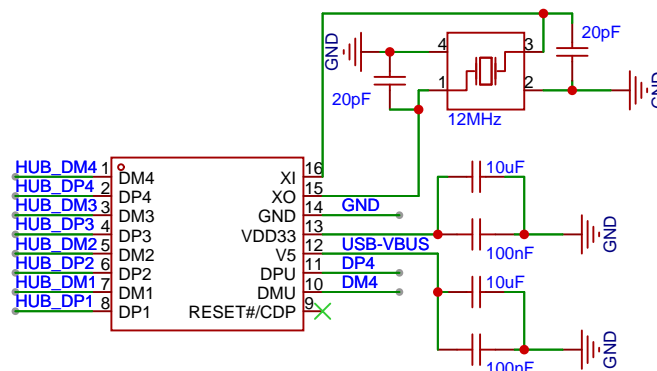 20pF
GND
4
3
GND
1
2
20pF
12MHz
HUB_DM4 1 DM4 XI 16
HUB_DP4 2 DP4 XO 15
HUB_DM3 3 DM3 GND 14 GND
HUB_DP3 4 DP3 VDD33 13
HUB_DM2 5 DM2 V5 12 USB-VBUS
HUB_DP2 6 DP2 DPU 11 DP4
HUB_DM1 7 DM1 DMU 10 DM4
HUB_DP1 8 DP1 RESET#/CDP 9
10uF
GND
100nF
10uF
GND
100nF